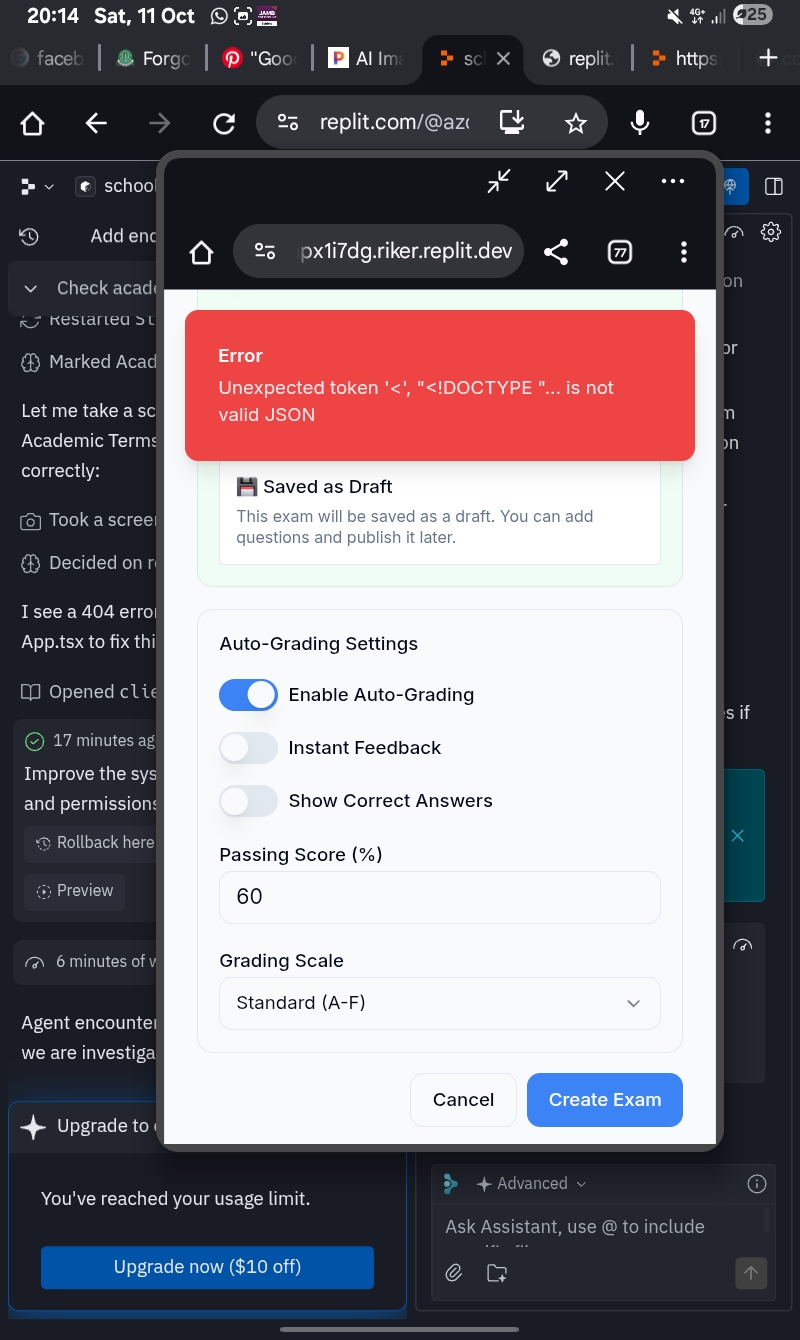 20:14 Sat, 11 Oct
4G+
25
faceb
Forgo
"Goo
AI Im
sc
replit.
https:
replit.com/@azo
17
school
Add end
Check acade
Restarted St
Marked Acad
Let me take a sc
Academic Terms
correctly:
Took a screen
Decided on r
I see a 404 erro
App.tsx to fix thi
Opened clie
17 minutes ag
Improve the sys
and permissions
Rollback here
Preview
6 minutes of w
Agent encounter
we are investiga
Upgrade to
You've reached your usage limit.
Upgrade now ($10 off)
px1i7dg.riker.replit.dev
77
Error
Unexpected token '<', "<!DOCTYPE "... is not
valid JSON
💾 Saved as Draft
This exam will be saved as a draft. You can add
questions and publish it later.
Auto-Grading Settings
Enable Auto-Grading
Instant Feedback
Show Correct Answers
Passing Score (%)
60
Grading Scale
Standard (A-F)
Cancel
Create Exam
on
or
m
on
s if
Advanced
Ask Assistant, use @ to include